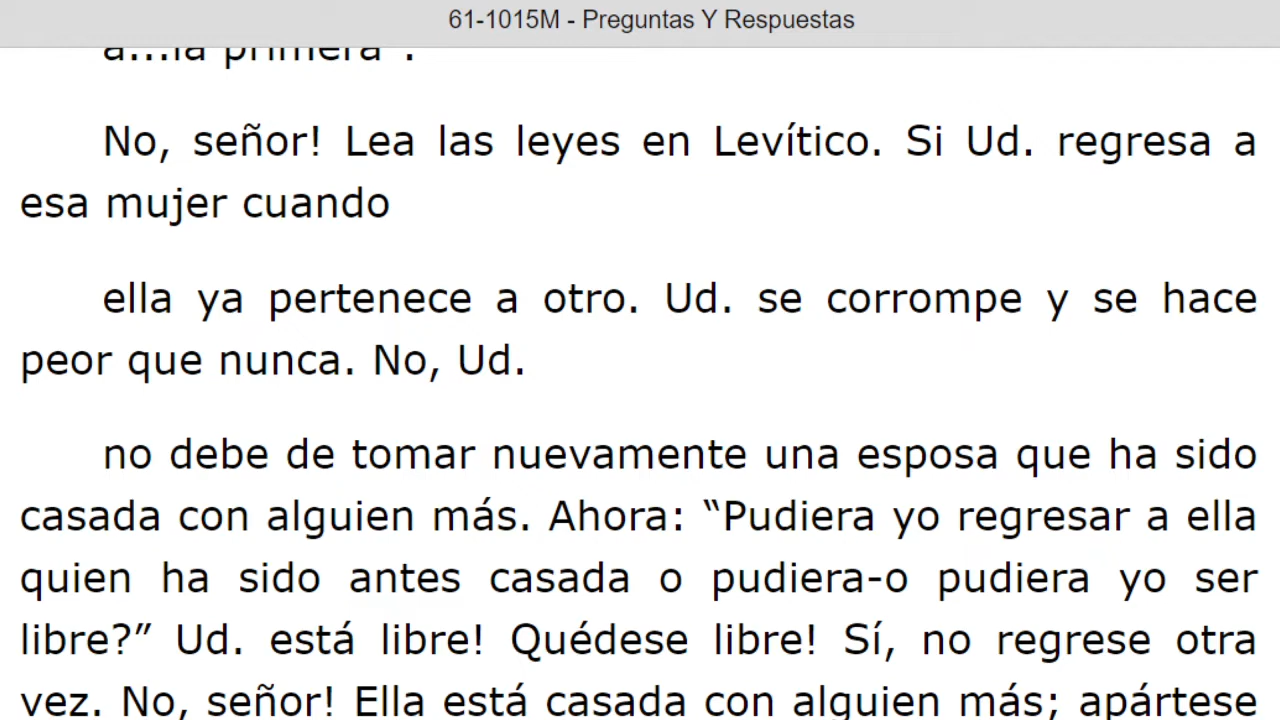 61-1015M - Preguntas Y Respuestas
a...la primera".
No, señor! Lea las leyes en Levítico. Si Ud. regresa a
esa mujer cuando
ella ya pertenece a otro. Ud. se corrompe y se hace
peor que nunca. No, Ud.
no debe de tomar nuevamente una esposa que ha sido
casada con alguien más. Ahora: “Pudiera yo regresar a ella
quien ha sido antes casada o pudiera-o pudiera yo ser
libre?” Ud. está libre! Quédese libre! Sí, no regrese otra
vez. No, señor! Ella está casada con alguien más; apártese